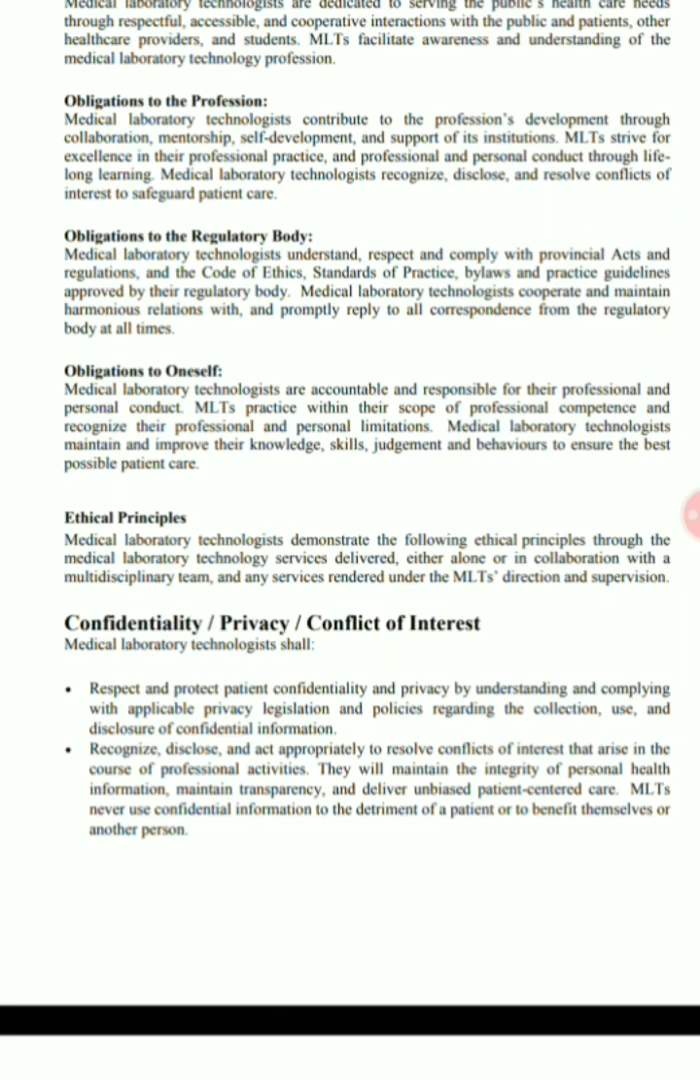 Medical laboratory technologists are dedicated to serving the public's health care needs
through respectful, accessible, and cooperative interactions with the public and patients, other
healthcare providers, and students. MLTs facilitate awareness and understanding of the
medical laboratory technology profession.
Obligations to the Profession:
Medical laboratory technologists contribute to the profession's development through
collaboration, mentorship, self-development, and support of its institutions. MLTs strive for
excellence in their professional practice, and professional and personal conduct through life-
long learning. Medical laboratory technologists recognize, disclose, and resolve conflicts of
interest to safeguard patient care.
Obligations to the Regulatory Body:
Medical laboratory technologists understand, respect and comply with provincial Acts and
regulations, and the Code of Ethics, Standards of Practice, bylaws and practice guidelines
approved by their regulatory body. Medical laboratory technologists cooperate and maintain
harmonious relations with, and promptly reply to all correspondence from the regulatory
body at all times.
Obligations to Oneself:
Medical laboratory technologists are accountable and responsible for their professional and
personal conduct. MLTs practice within their scope of professional competence and
recognize their professional and personal limitations. Medical laboratory technologists
maintain and improve their knowledge, skills, judgement and behaviours to ensure the best
possible patient care.
Ethical Principles
Medical laboratory technologists demonstrate the following ethical principles through the
medical laboratory technology services delivered, either alone or in collaboration with a
multidisciplinary team, and any services rendered under the MLTs' direction and supervision.
Confidentiality / Privacy / Conflict of Interest
Medical laboratory technologists shall:
• Respect and protect patient confidentiality and privacy by understanding and complying
with applicable privacy legislation and policies regarding the collection, use, and
disclosure of confidential information.
• Recognize, disclose, and act appropriately to resolve conflicts of interest that arise in the
course of professional activities. They will maintain the integrity of personal health
information, maintain transparency, and deliver unbiased patient-centered care. MLTs
never use confidential information to the detriment of a patient or to benefit themselves or
another person.